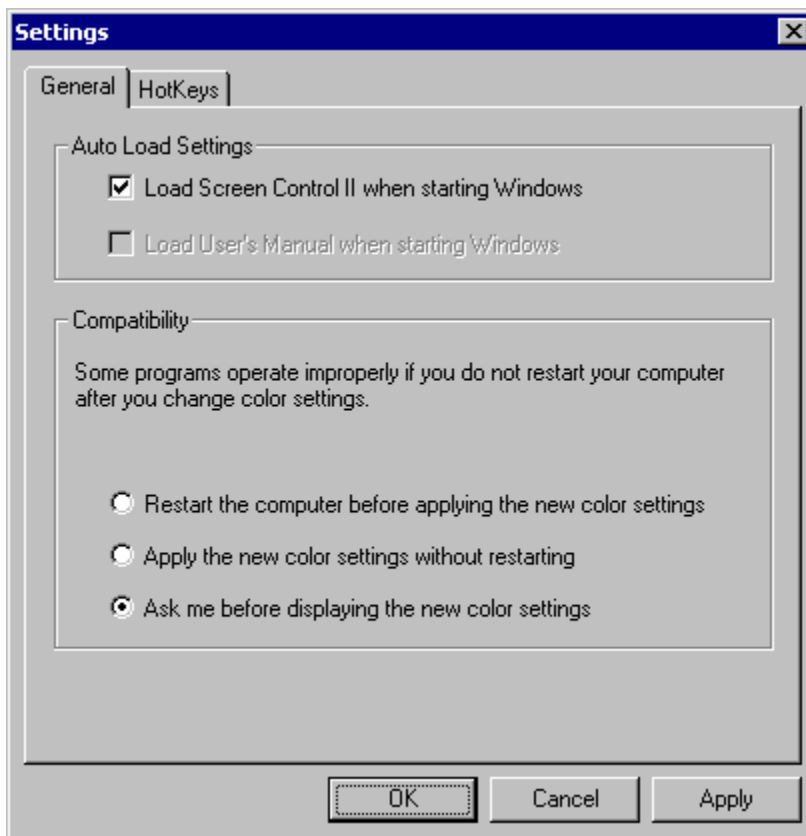 Settings
General
HotKeys
Auto Load Settings
Load Screen Control II when starting Windows
Load User's Manual when starting Windows
Compatibility
Some programs operate improperly if you do not restart your computer
after you change color settings.
Restart the computer before applying the new color settings
Apply the new color settings without restarting
Ask me before displaying the new color settings
OK
Cancel
Apply